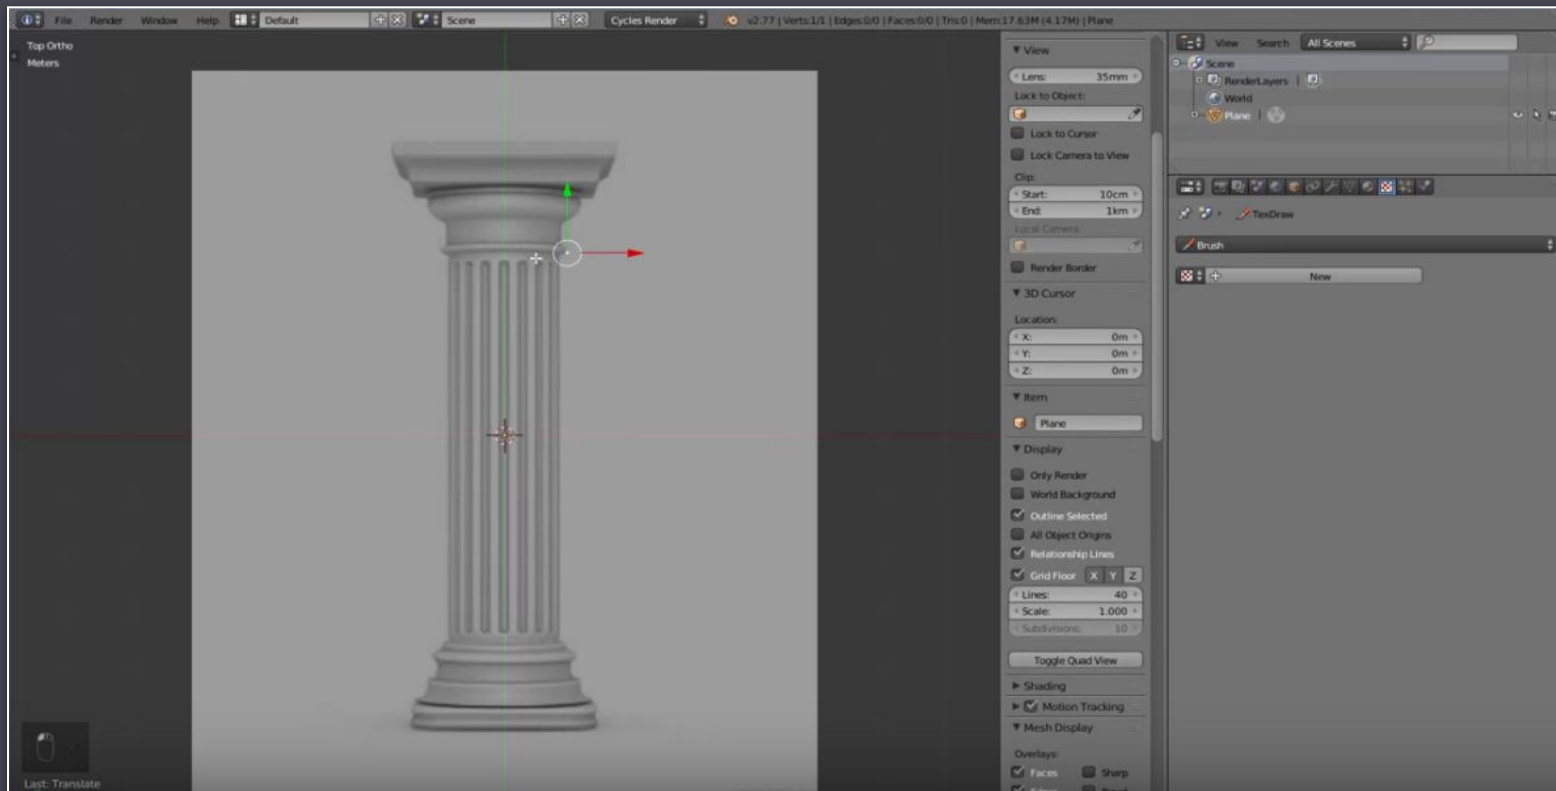 File Render Window Help Default Scene Cycles Render v2.77 | Verts:1/1 | Edges:0/0 | Faces:0/0 | Tris:0 | Mem:17.63M (4.17M) | Plane
Top Ortho
Meters
View
Lens: 35mm
Lock to Object:
Lock to Cursor
Lock Camera to View
Clip:
Start: 10cm
End: 1km
Local Camera:
Render Border
3D Cursor
Location:
X: 0m
Y: 0m
Z: 0m
Item
Plane
Display
Only Render
World Background
Outline Selected
All Object Origins
Relationship Lines
Grid Floor X Y Z
Lines: 40
Scale: 1.000
Subdivisions: 10
Toggle Quad View
Shading
Motion Tracking
Mesh Display
Overlays:
Faces Sharp
View Search All Scenes
Scene
RenderLayers |
World
Plane |
TexDraw
Brush
New
Last: Translate